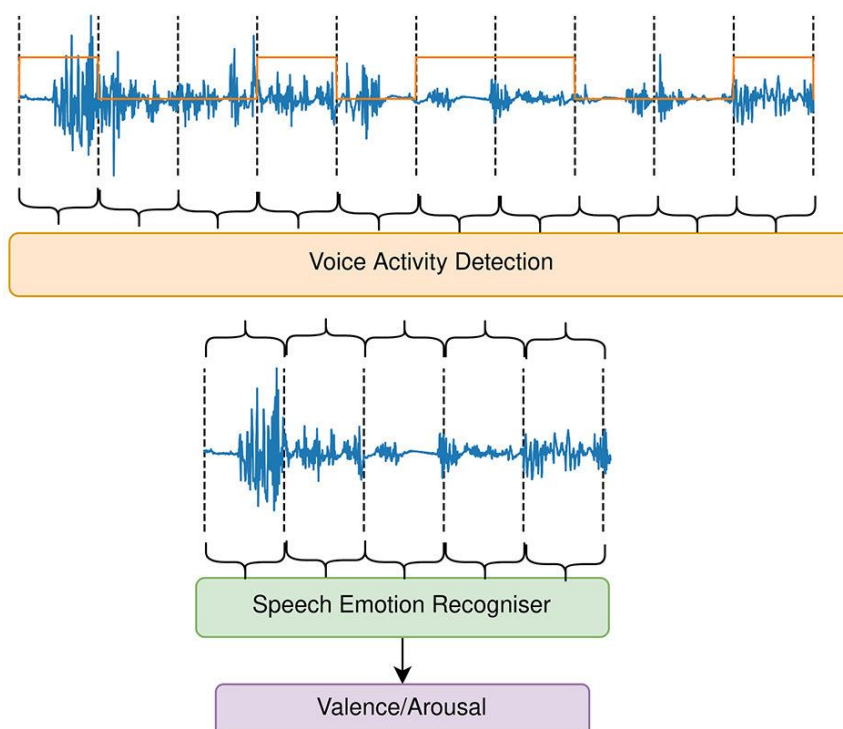 Voice Activity Detection
Speech Emotion Recogniser
Valence/Arousal